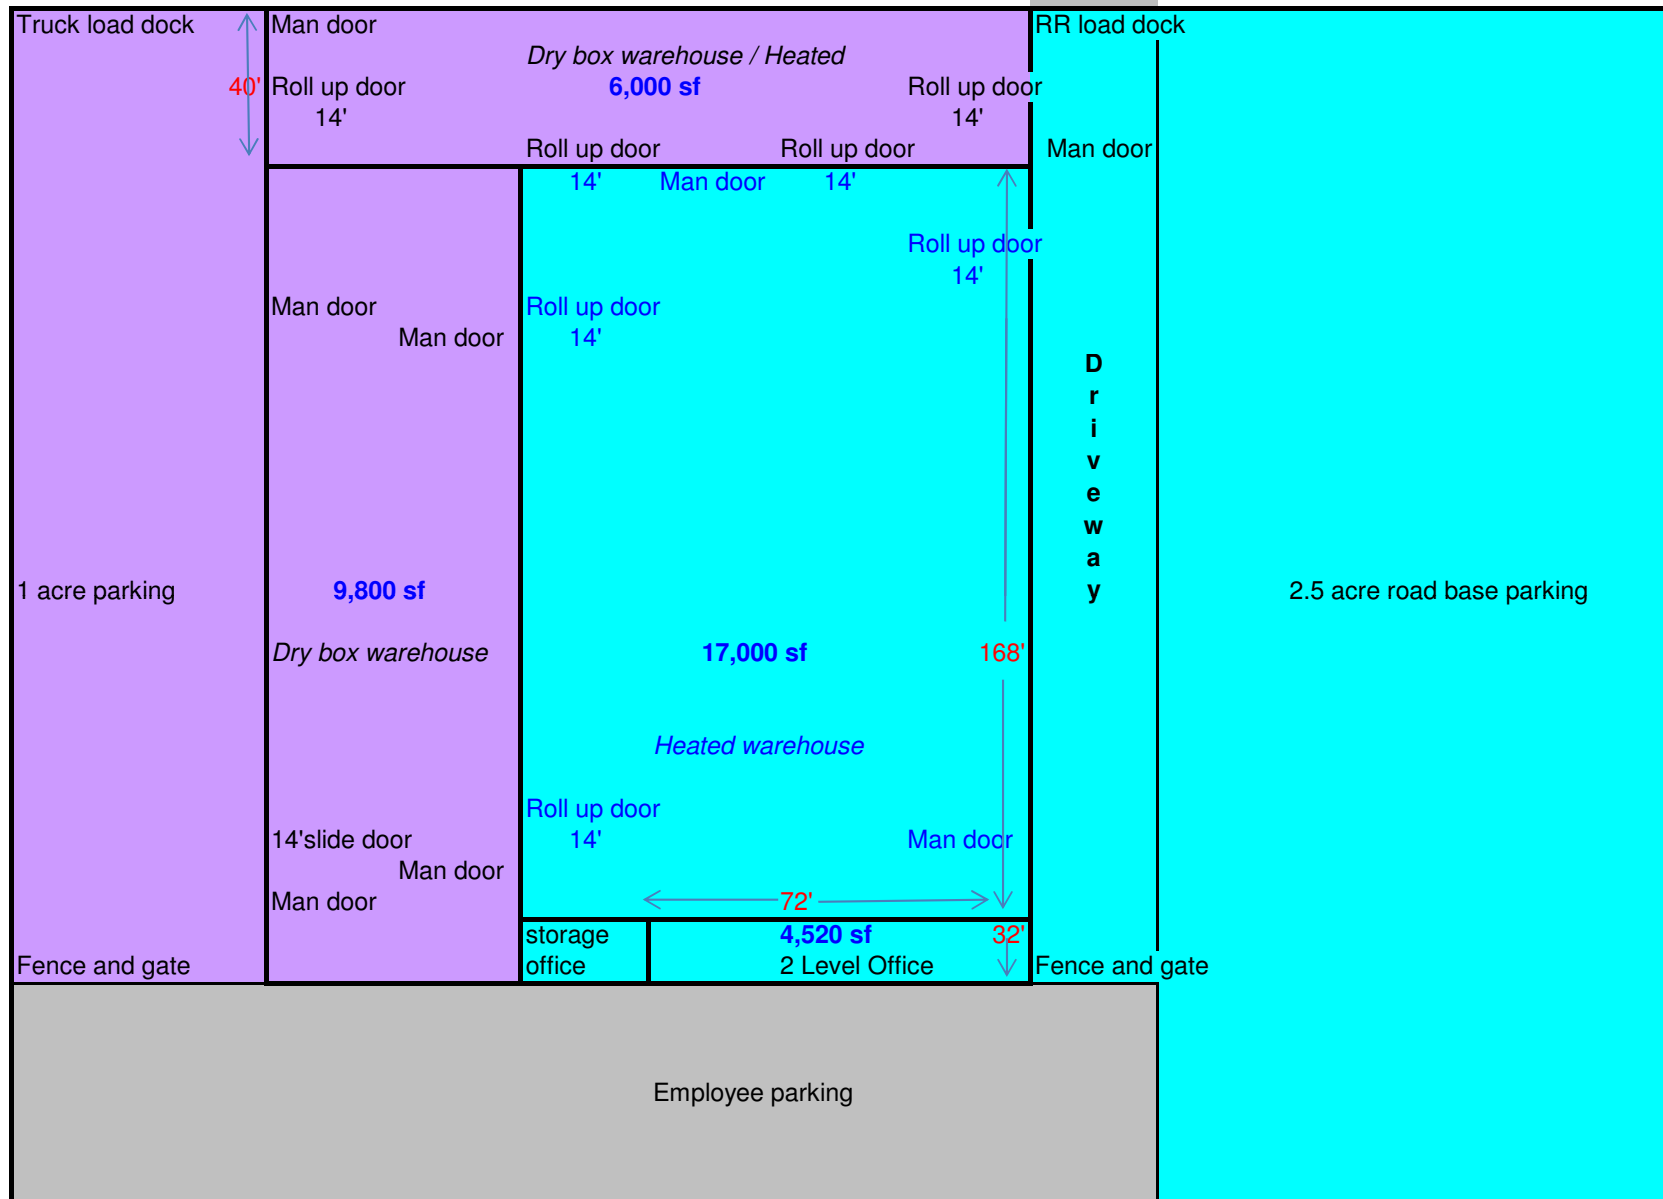 Truck load dock
Man door
RR load dock
Dry box warehouse / Heated
40'
Roll up door
6,000 sf
Roll up door
14'
14'
Roll up door
Roll up door
Man door
14'
Man door
14'
Roll up door
14'
Man door
Roll up door
Man door
14'
D
r
i
v
e
w
a
y
1 acre parking
9,800 sf
2.5 acre road base parking
Dry box warehouse
17,000 sf
168'
Heated warehouse
Roll up door
14'slide door
14'
Man door
Man door
Man door
72'
storage
4,520 sf
32'
Fence and gate
office
2 Level Office
Fence and gate
Employee parking